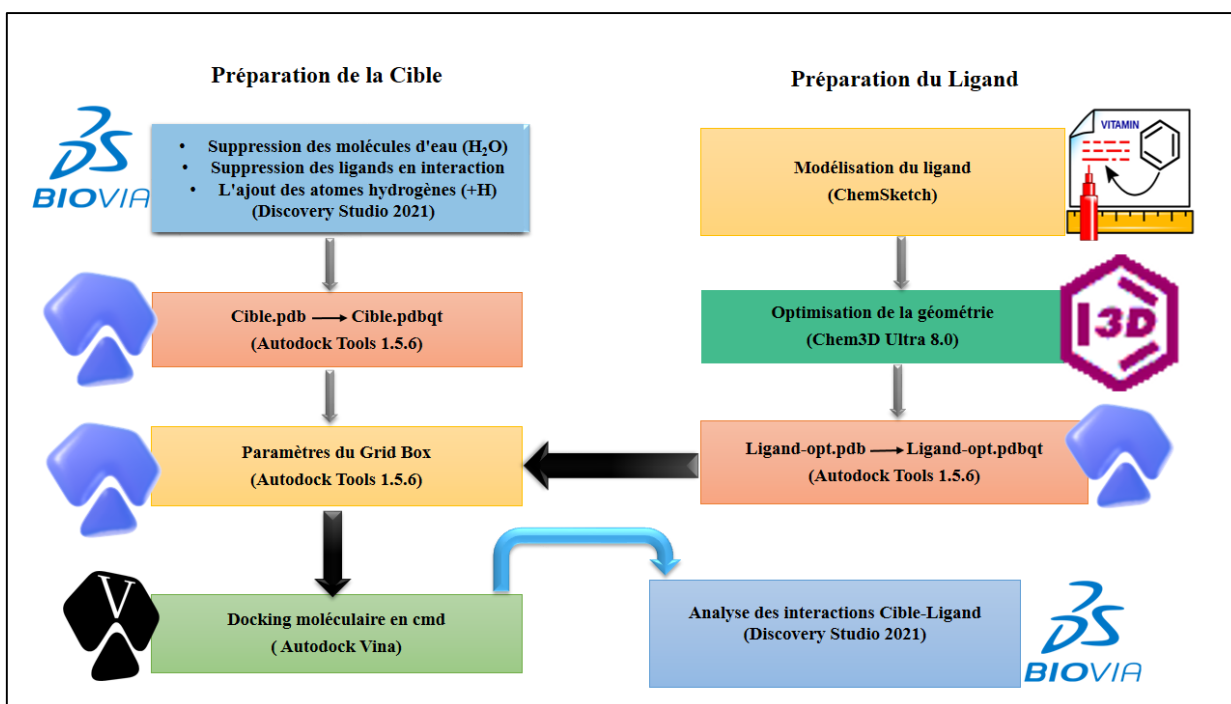 Préparation de la Cible
BIOVIA
• Suppression des molécules d'eau (H₂O)
• Suppression des ligands en interaction
• L'ajout des atomes hydrogènes (+H)
(Discovery Studio 2021)
Cible.pdb → Cible.pdbqt
(Autodock Tools 1.5.6)
Paramètres du Grid Box
(Autodock Tools 1.5.6)
V
Docking moléculaire en cmd
( Autodock Vina)
Préparation du Ligand
Modélisation du ligand
(ChemSketch)
VITAMIN
Optimisation de la géométrie
(Chem3D Ultra 8.0)
3D
Ligand-opt.pdb → Ligand-opt.pdbqt
(Autodock Tools 1.5.6)
Analyse des interactions Cible-Ligand
(Discovery Studio 2021)
BIOVIA